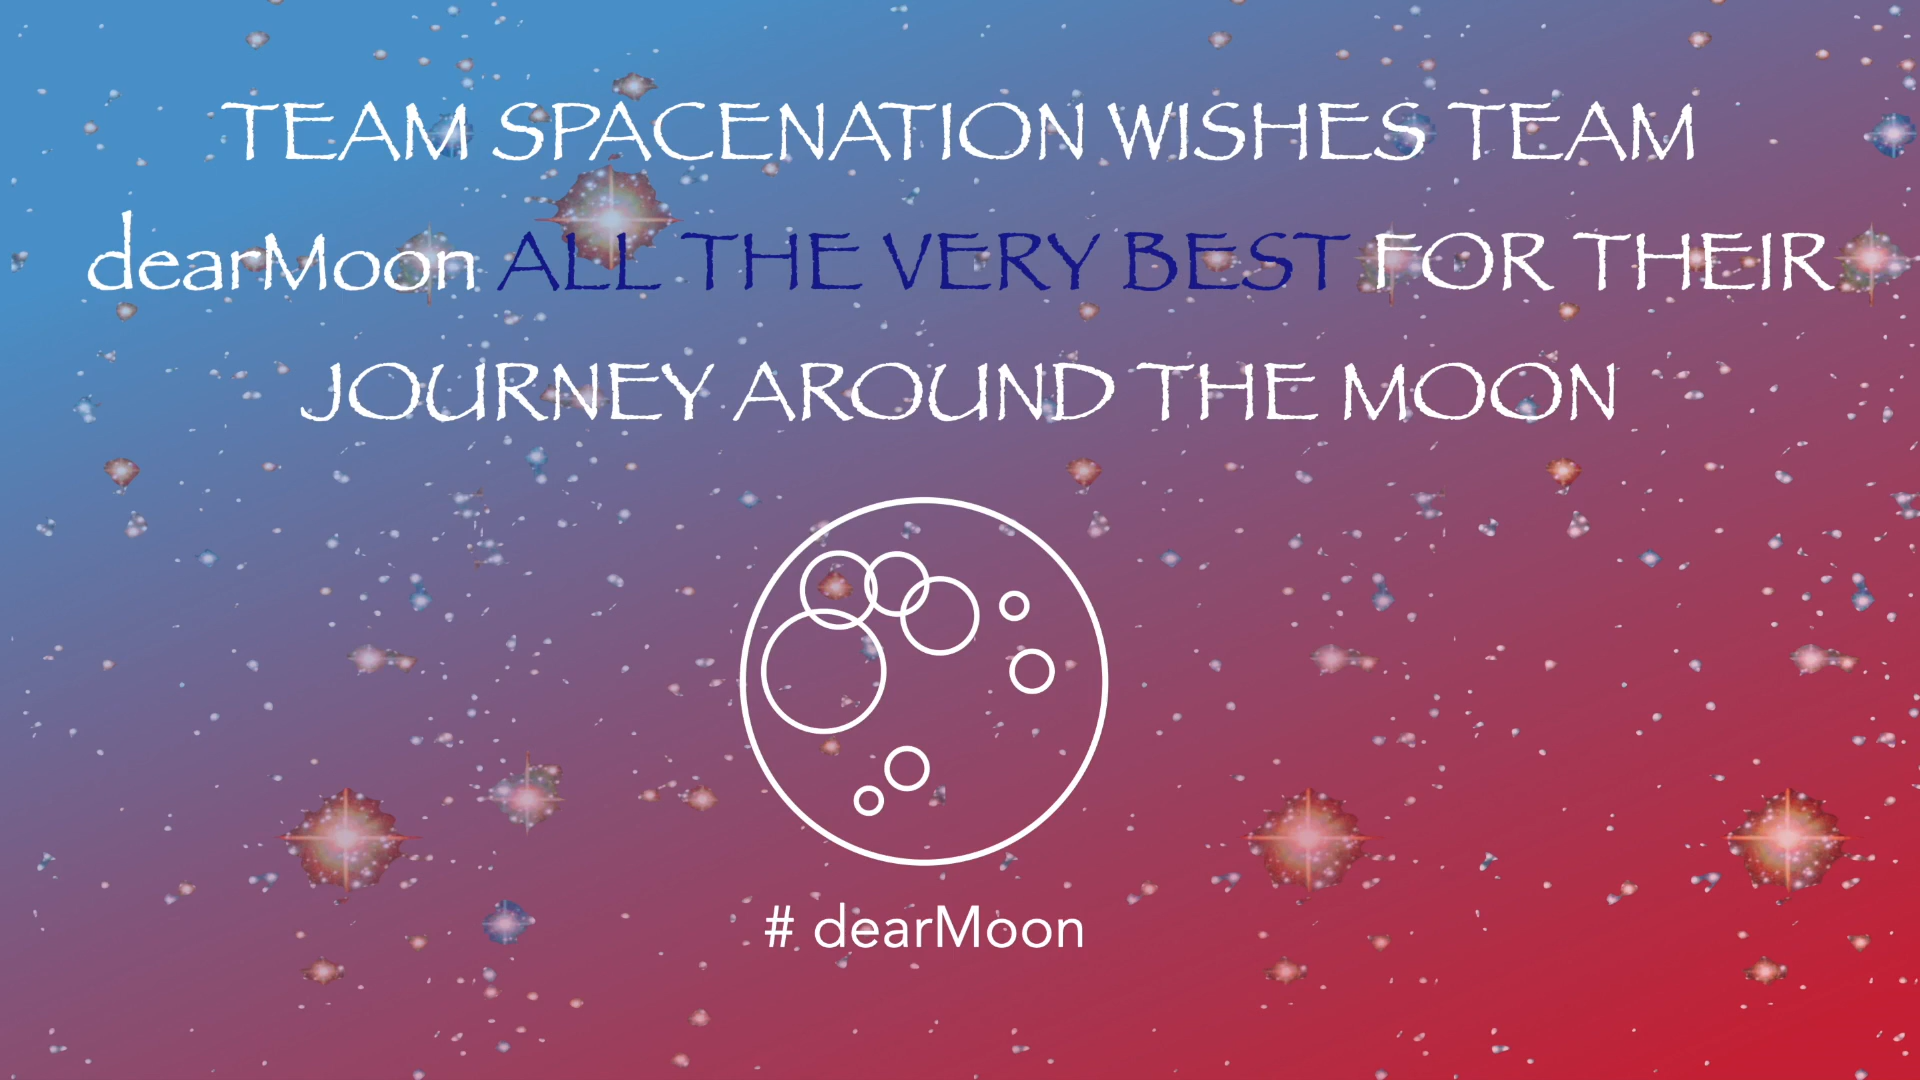 TEAM SPACENATION WISHES TEAM
dearMoon ALL THE VERY BEST FOR THEIR
JOURNEY AROUND THE MOON
# dearMoon